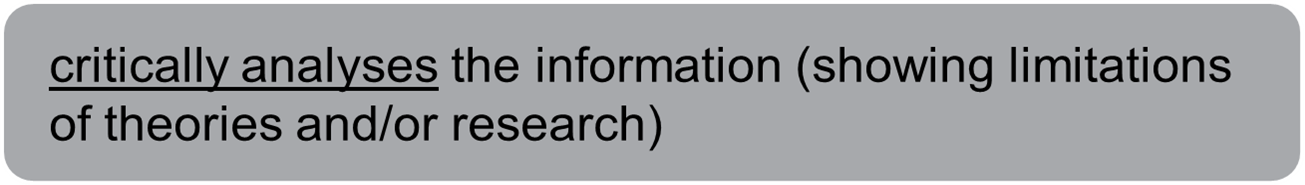 critically analyses the information (showing limitations
of theories and/or research)